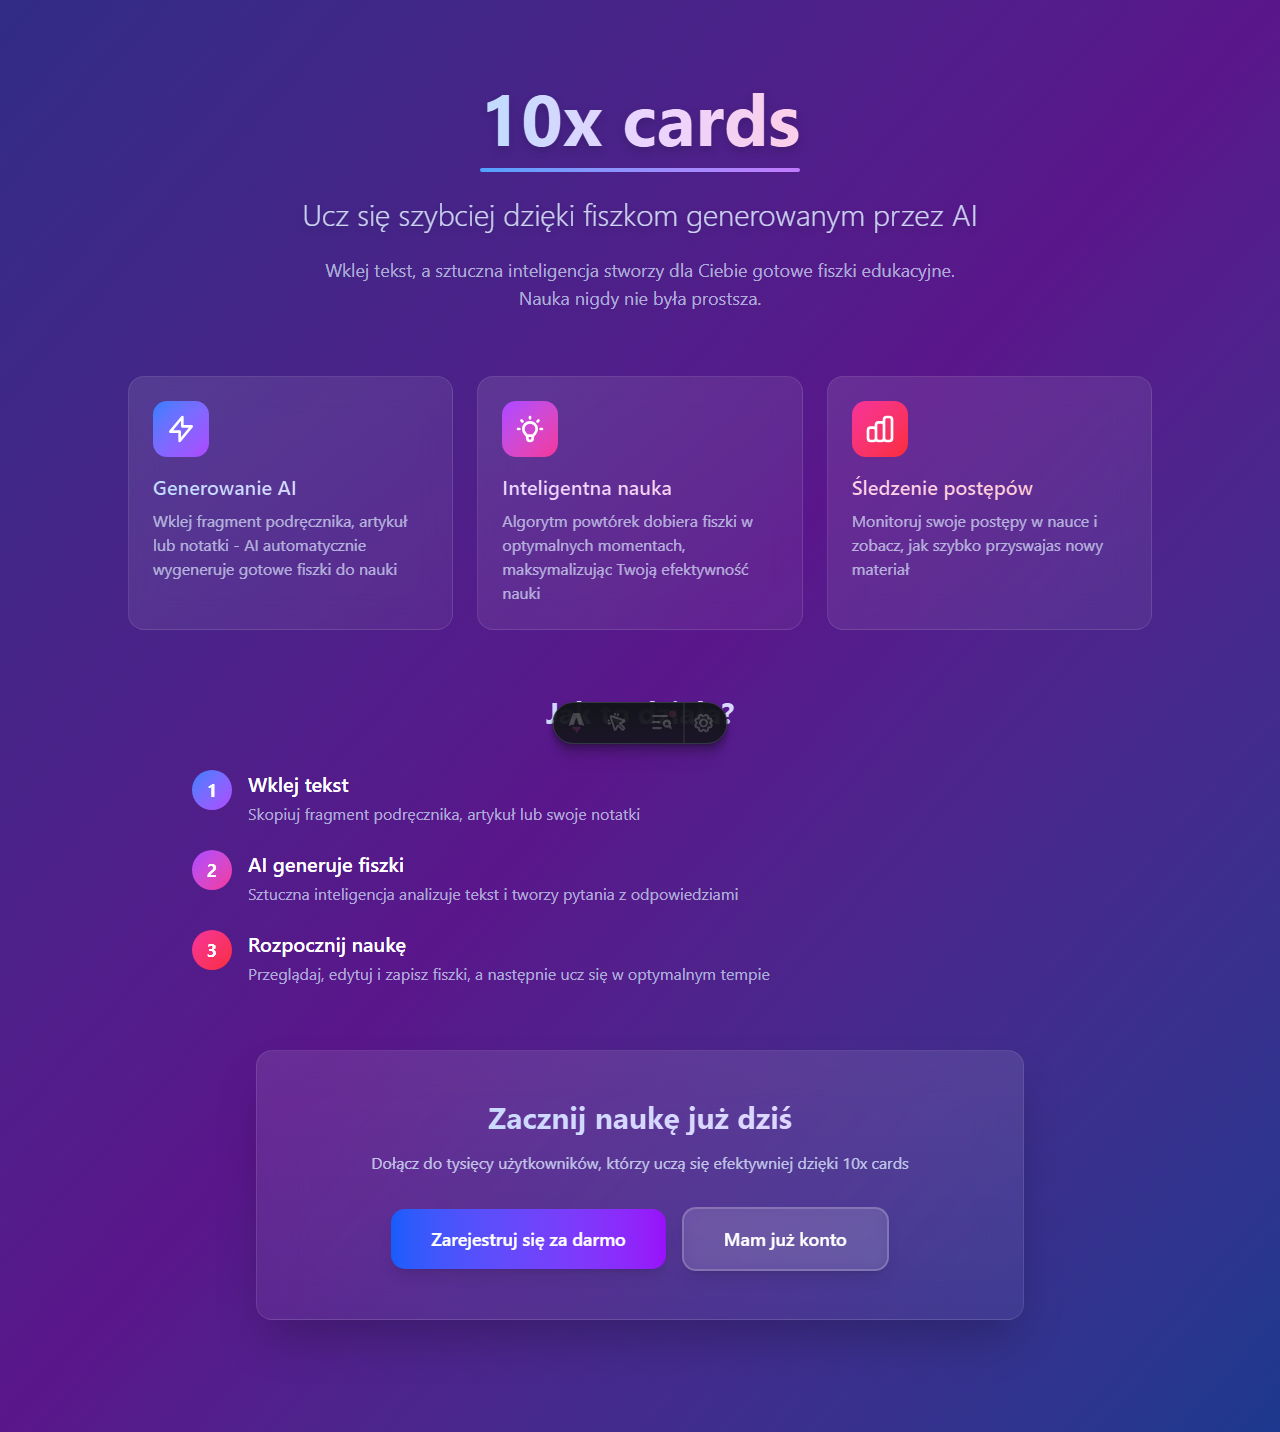 10x cards
Ucz się szybciej dzięki fiszkom generowanym przez AI
Wklej tekst, a sztuczna inteligencja stworzy dla Ciebie gotowe fiszki edukacyjne.
Nauka nigdy nie była prostsza.
Generowanie AI
Wklej fragment podręcznika, artykuł
lub notatki - AI automatycznie
wygeneruje gotowe fiszki do nauki
Inteligentna nauka
Algorytm powtórek dobiera fiszki w
optymalnych momentach,
maksymalizując Twoją efektywność
nauki
Śledzenie postępów
Monitoruj swoje postępy w nauce i
zobacz, jak szybko przyswajas nowy
materiał
Jak to działa?
1
Wklej tekst
Skopiuj fragment podręcznika, artykuł lub swoje notatki
2
AI generuje fiszki
Sztuczna inteligencja analizuje tekst i tworzy pytania z odpowiedziami
3
Rozpocznij naukę
Przeglądaj, edytuj i zapisz fiszki, a następnie ucz się w optymalnym tempie
Zacznij naukę już dziś
Dołącz do tysięcy użytkowników, którzy uczą się efektywniej dzięki 10x cards
Zarejestruj się za darmo
Mam już konto